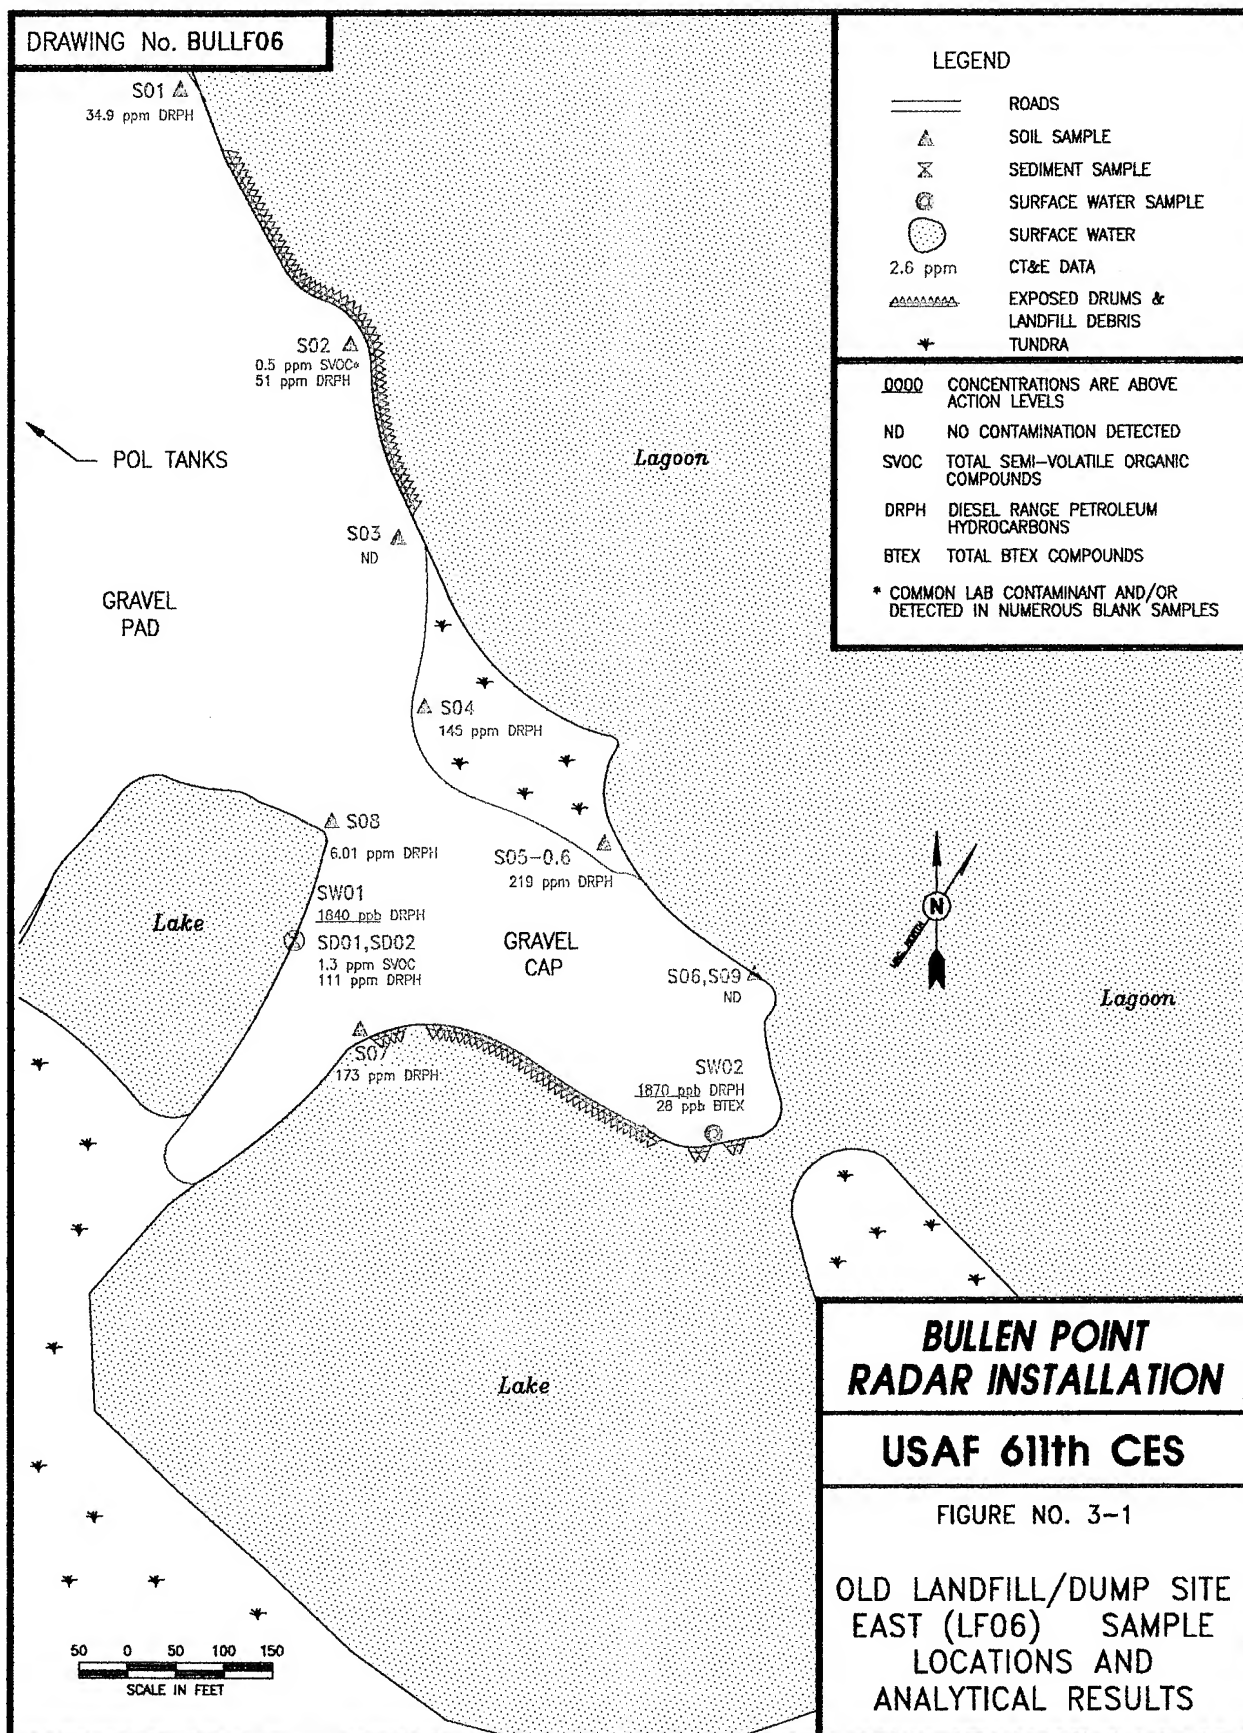 DRAWING No. BULLF06
S01
34.9 ppm DRPH
S02
0.5 ppm SVOC*
51 ppm DRPH
POL TANKS
Lagoon
S03
ND
GRAVEL
PAD
S04
145 ppm DRPH
S08
6.01 ppm DRPH
S05-0.6
219 ppm DRPH
SW01
1840 ppb DRPH
Lake
SD01,SD02
1.3 ppm SVOC
111 ppm DRPH
GRAVEL
CAP
S06,S09
ND
N
Lagoon
S07
173 ppm DRPH
SW02
1870 ppb DRPH
28 ppb BTEX
Lake
50 0 50 100 150
SCALE IN FEET
LEGEND
ROADS
SOIL SAMPLE
SEDIMENT SAMPLE
SURFACE WATER SAMPLE
SURFACE WATER
2.6 ppm CT&E DATA
EXPOSED DRUMS &
LANDFILL DEBRIS
TUNDRA
0000 CONCENTRATIONS ARE ABOVE
ACTION LEVELS
ND NO CONTAMINATION DETECTED
SVOC TOTAL SEMI-VOLATILE ORGANIC
COMPOUNDS
DRPH DIESEL RANGE PETROLEUM
HYDROCARBONS
BTEX TOTAL BTEX COMPOUNDS
* COMMON LAB CONTAMINANT AND/OR
DETECTED IN NUMEROUS BLANK SAMPLES
BULLEN POINT
RADAR INSTALLATION
USAF 611th CES
FIGURE NO. 3-1
OLD LANDFILL/DUMP SITE
EAST (LF06) SAMPLE
LOCATIONS AND
ANALYTICAL RESULTS